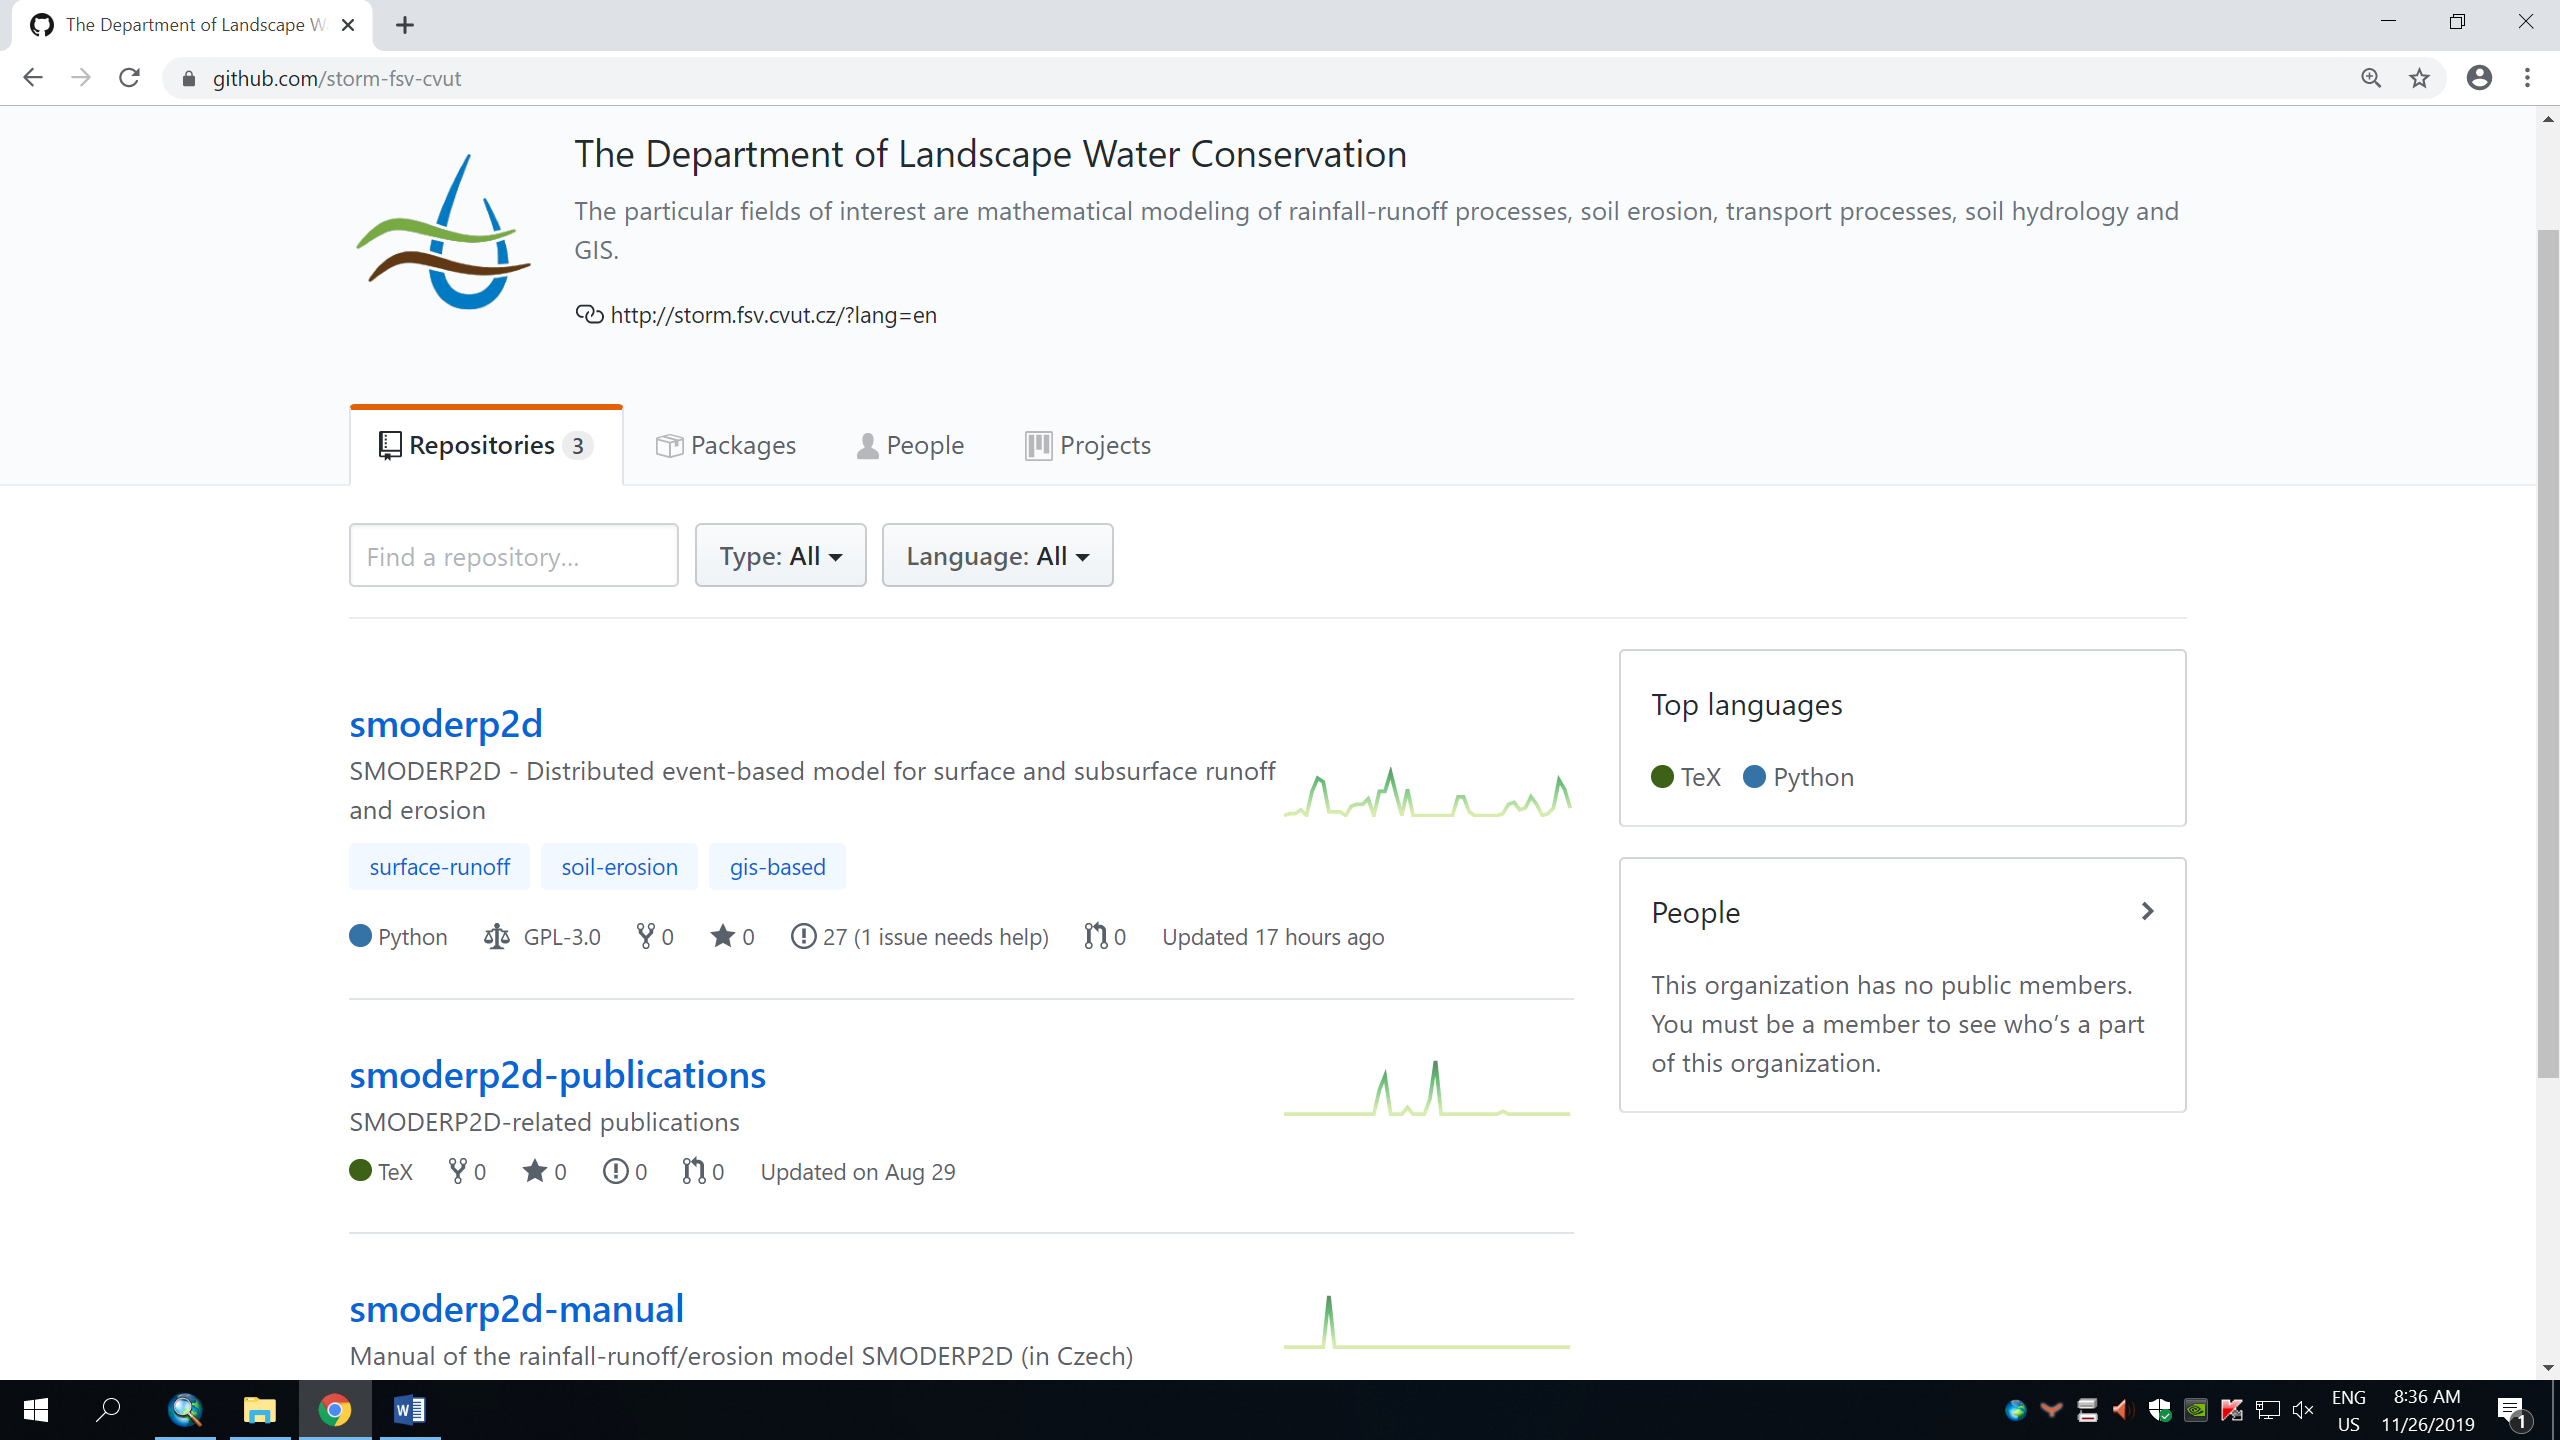 The Department of Landscape W
github.com/storm-fsv-cvut
The Department of Landscape Water Conservation
The particular fields of interest are mathematical modeling of rainfall-runoff processes, soil erosion, transport processes, soil hydrology and
GIS.
http://storm.fsv.cvut.cz/?lang=en
Repositories 3 Packages People Projects
Find a repository...
Type: All
Language: All
smoderp2d
SMODERP2D - Distributed event-based model for surface and subsurface runoff
and erosion
surface-runoff soil-erosion gis-based
Python GPL-3.0 0 0 27 (1 issue needs help) 0 Updated 17 hours ago
smoderp2d-publications
SMODERP2D-related publications
TeX 0 0 0 0 Updated on Aug 29
smoderp2d-manual
Manual of the rainfall-runoff/erosion model SMODERP2D (in Czech)
Top languages
TeX Python
People
This organization has no public members.
You must be a member to see who’s a part
of this organization.
ENG
US
8:36 AM
11/26/2019
1